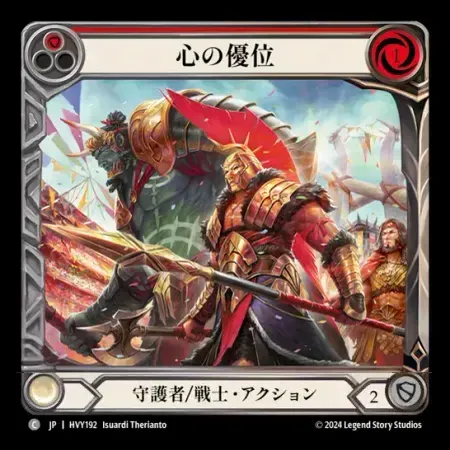 心の優位
1
守護者/戦士・アクション
2
C JP | HVY192 Isuardi Therianto
© 2024 Legend Story Studios